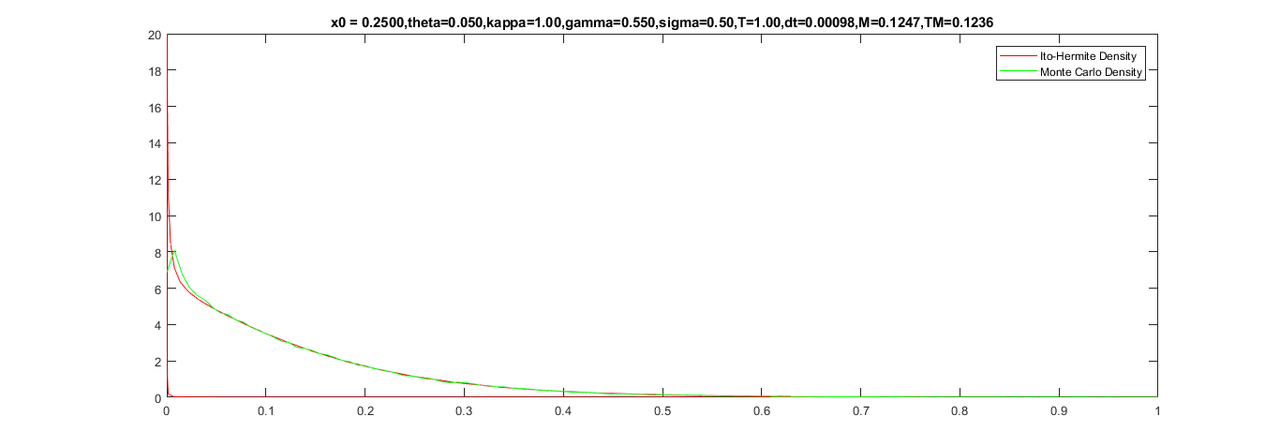 x0 = 0.2500,theta=0.050,kappa=1.00,gamma=0.550,sigma=0.50,T=1.00,dt=0.00098,M=0.1247,TM=0.1236
Ito-Hermite Density
Monte Carlo Density
20
18
16
14
12
10
8
6
4
2
0
0 0.1 0.2 0.3 0.4 0.5 0.6 0.7 0.8 0.9 1